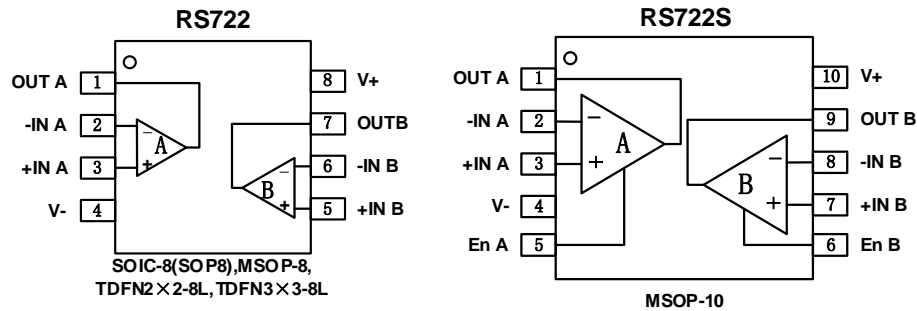 RS722
OUT A 1
8 V+
-IN A 2
7 OUTB
− A +
+IN A 3
6 -IN B
− B +
V- 4
5 +IN B
SOIC-8(SOP8),MSOP-8,
TDFN2×2-8L,TDFN3×3-8L
RS722S
OUT A 1
10 V+
-IN A 2
9 OUT B
− A +
+IN A 3
8 -IN B
− B +
V- 4
7 +IN B
En A 5
6 En B
MSOP-10